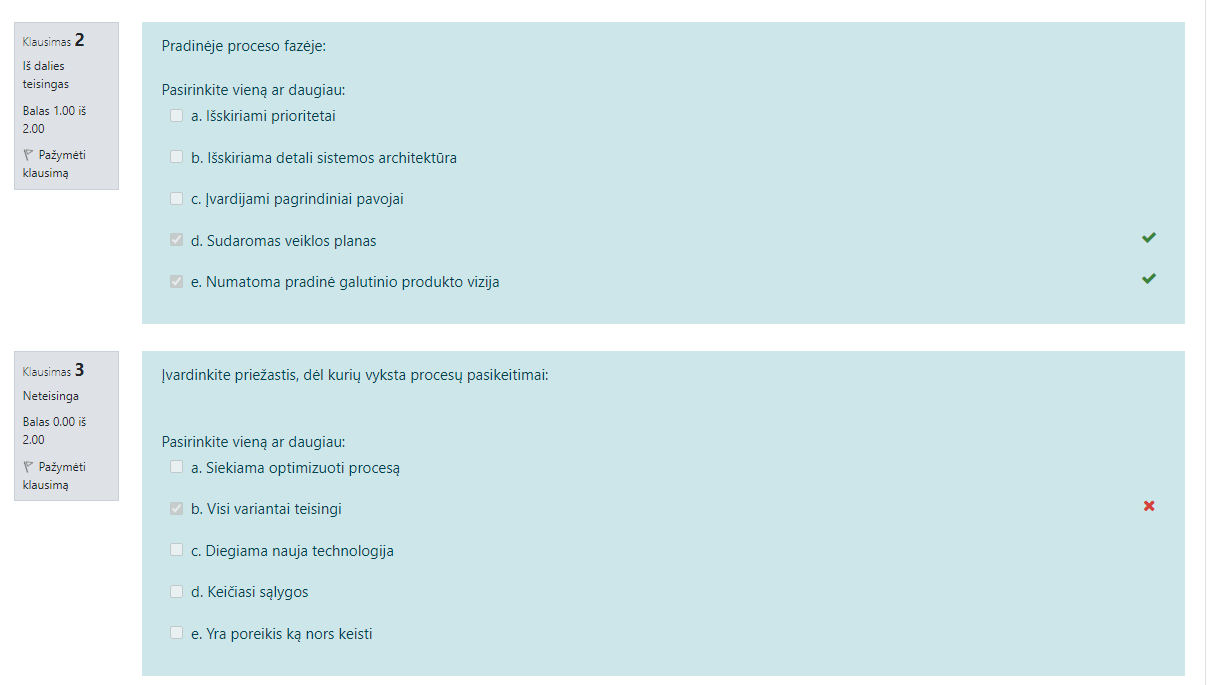 Klausimas 2
Iš dalies
teisingas
Balas 1.00 iš
2.00
Pažymėti
klausimą
Pradinėje proceso fazėje:
Pasirinkite vieną ar daugiau:
a. Išskiriami prioritetai
b. Išskiriama detali sistemos architektūra
c. Įvardijami pagrindiniai pavojai
d. Sudaromas veiklos planas
e. Numatoma pradinė galutinio produkto vizija
Klausimas 3
Neteisinga
Balas 0.00 iš
2.00
Pažymėti
klausimą
Įvardinkite priežastis, dėl kurių vyksta procesų pasikeitimai:
Pasirinkite vieną ar daugiau:
a. Siekiama optimizuoti procesą
b. Visi variantai teisingi
c. Diegiama nauja technologija
d. Keičiasi sąlygos
e. Yra poreikis ką nors keisti